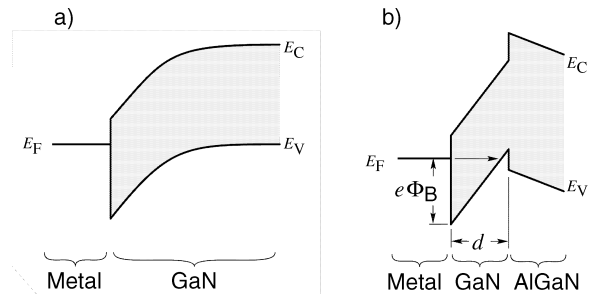 a)
E_C
E_F
E_V
Metal
GaN
b)
E_C
E_F
eΦ_B
E_V
d
Metal
GaN
AlGaN